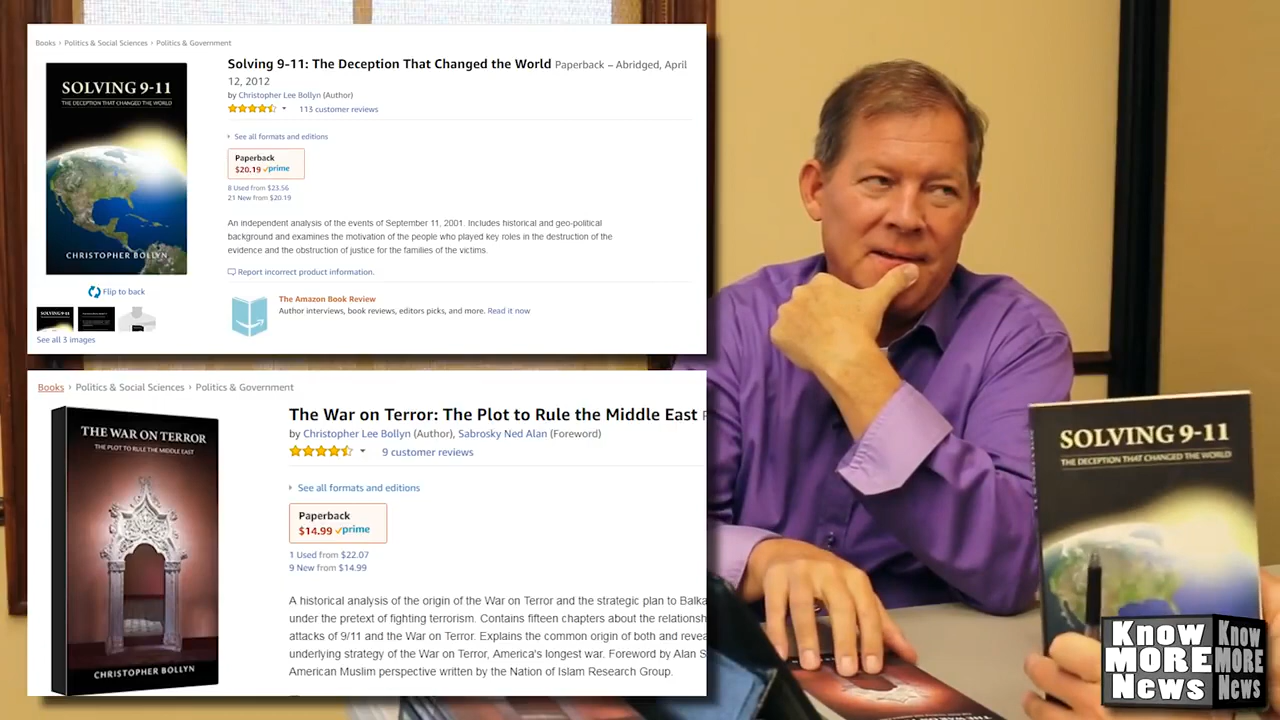 Books › Politics & Social Sciences › Politics & Government
Solving 9-11: The Deception That Changed the World Paperback – Abridged, April
12, 2012
by Christopher Lee Bollyn (Author)
113 customer reviews
See all formats and editions
Paperback
$20.19 prime
8 Used from $23.56
21 New from $20.19
An independent analysis of the events of September 11, 2001. Includes historical and geo-political
background and examines the motivation of the people who played key roles in the destruction of the
evidence and the obstruction of justice for the families of the victims.
Report incorrect product information.
The Amazon Book Review
Author interviews, book reviews, editors picks, and more. Read it now
SOLVING 9-11
THE DECEPTION THAT CHANGED THE WORLD
CHRISTOPHER BOLLYN
Flip to back
See all 3 images
Books › Politics & Social Sciences › Politics & Government
The War on Terror: The Plot to Rule the Middle East
by Christopher Lee Bollyn (Author), Sabrosky Ned Alan (Foreword)
9 customer reviews
See all formats and editions
Paperback
$14.99 prime
1 Used from $22.07
9 New from $14.99
A historical analysis of the origin of the War on Terror and the strategic plan to Balka
under the pretext of fighting terrorism. Contains fifteen chapters about the relationsh
attacks of 9/11 and the War on Terror. Explains the common origin of both and revea
underlying strategy of the War on Terror, America's longest war. Foreword by Alan S
American Muslim perspective written by the Nation of Islam Research Group.
THE WAR ON TERROR
THE PLOT TO RULE THE MIDDLE EAST
CHRISTOPHER BOLLYN
SOLVING 9-11
THE DECEPTION THAT CHANGED THE WORLD
THE WAR ON TERROR
Know
MORE
News
Know
MORE
News